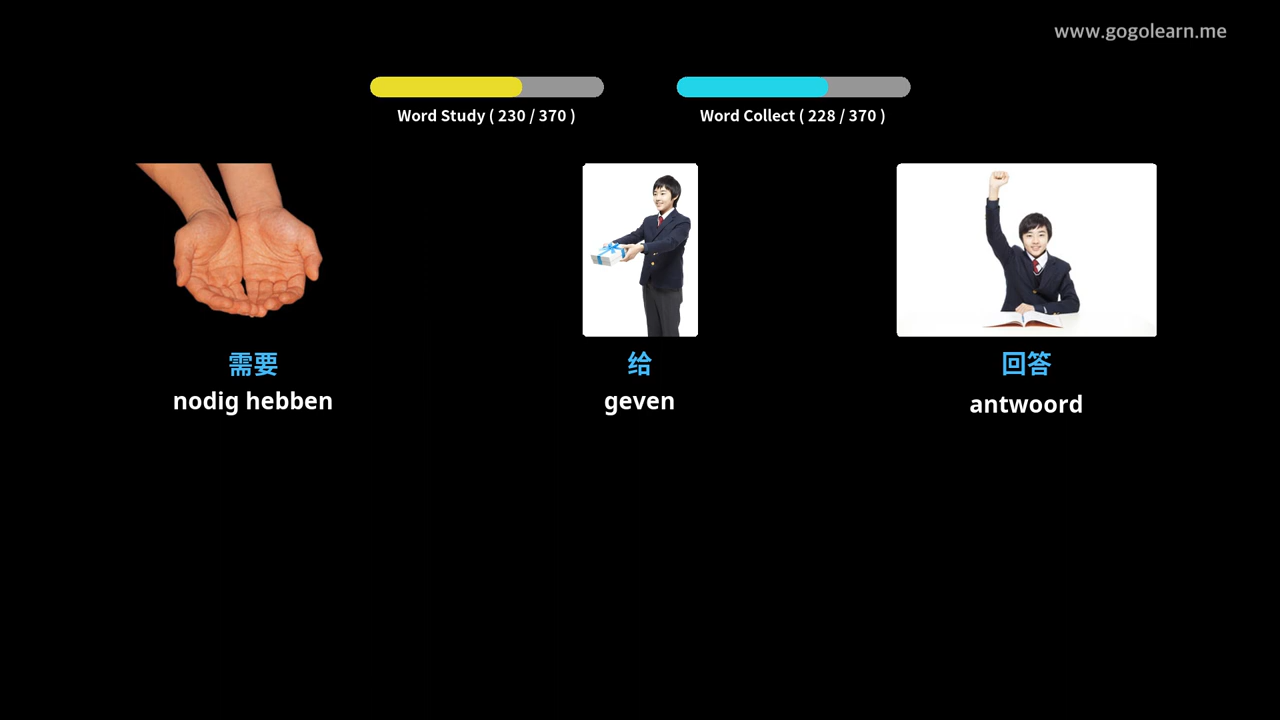 www.gogolearn.me
Word Study ( 230 / 370 )
Word Collect ( 228 / 370 )
需要
nodig hebben
给
geven
回答
antwoord